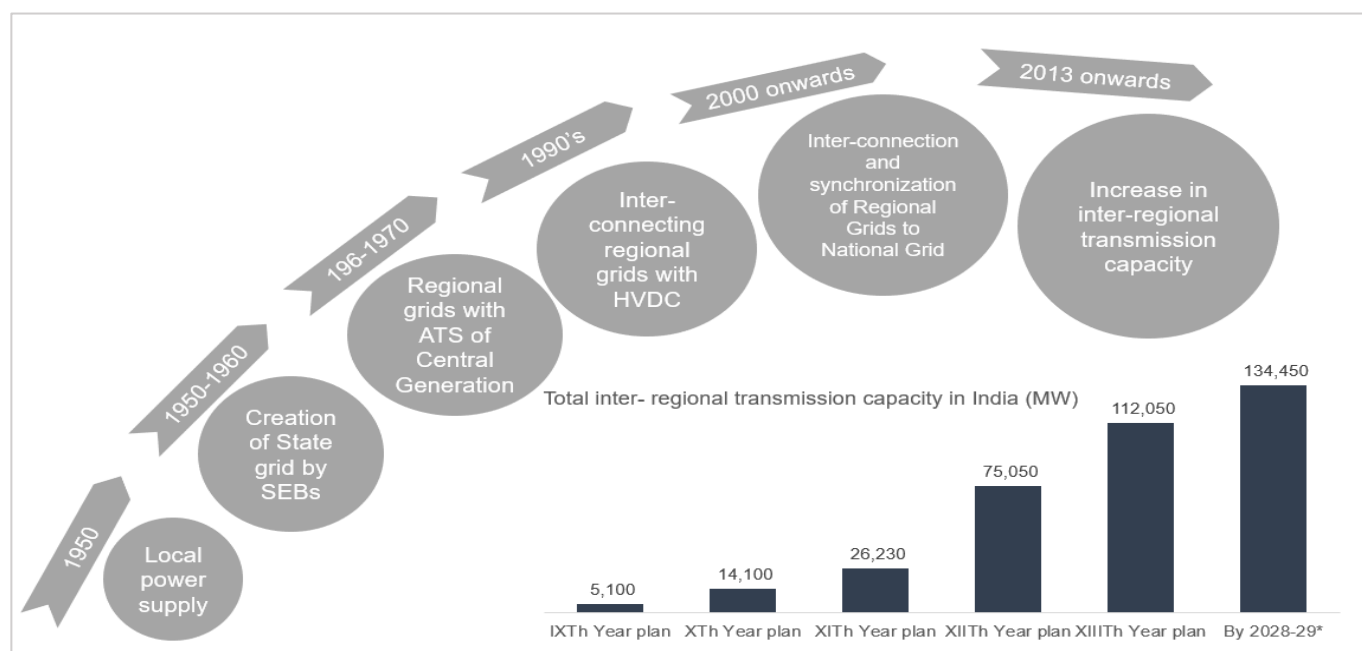 1950
Local
power
supply
1950-1960
Creation
of State
grid by
SEBs
196-1970
Regional
grids with
ATS of
Central
Generation
1990's
Inter-
connecting
regional
grids with
HVDC
2000 onwards
Inter-connection
and
synchronization
of Regional
Grids to
National Grid
2013 onwards
Increase in
inter-regional
transmission
capacity
Total inter- regional transmission capacity in India (MW)
5,100
14,100
26,230
75,050
112,050
134,450
IXTh Year plan XTh Year plan XITh Year plan XIITh Year plan XIIITh Year plan By 2028-29*